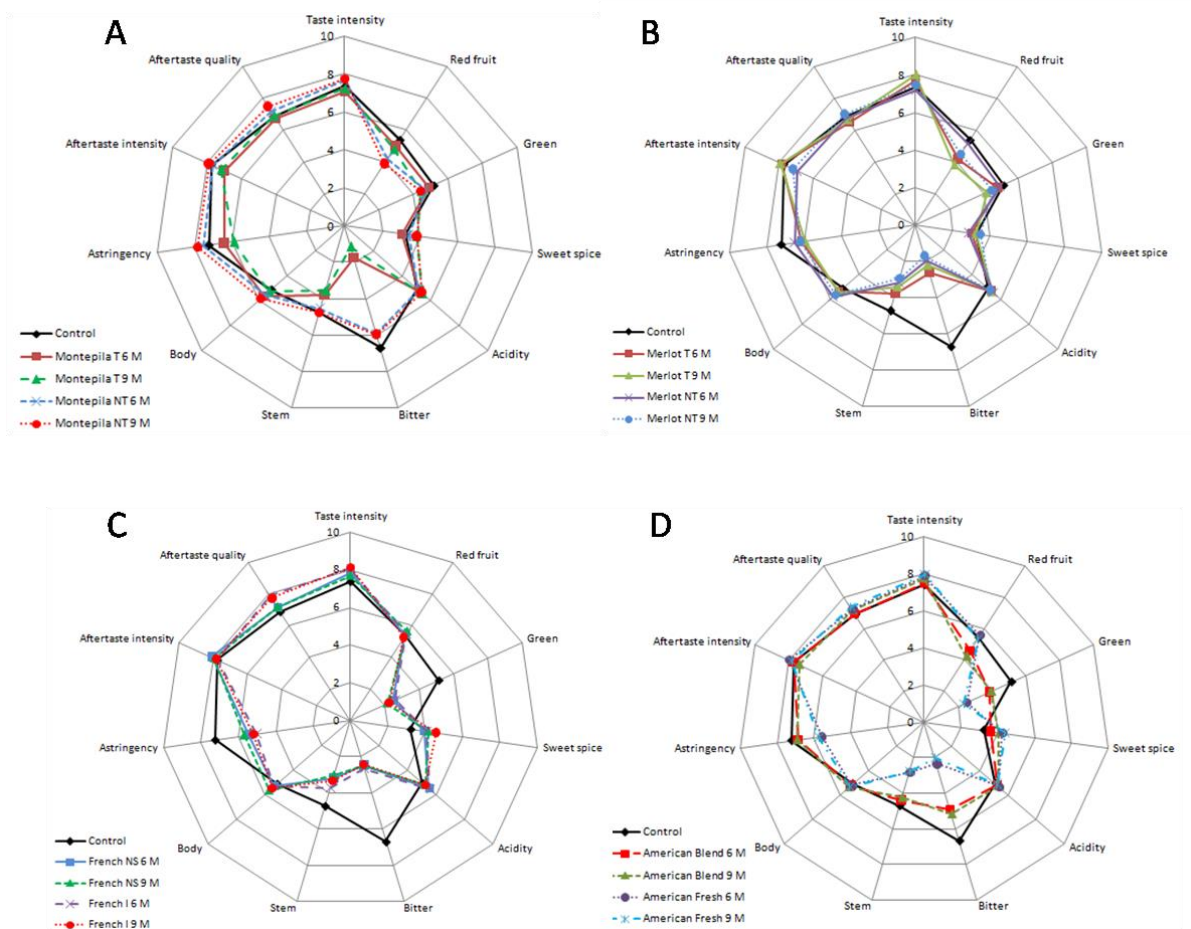 A
Taste intensity
10
Aftertaste quality
Red fruit
8
6
Aftertaste intensity
Green
4
2
0
Astringency
Sweet spice
Body
Acidity
Stem
Bitter
Control
Montepila T 6 M
Montepila T 9 M
Montepila NT 6 M
Montepila NT 9 M
B
Taste intensity
10
Aftertaste quality
Red fruit
8
6
Aftertaste intensity
Green
4
2
0
Astringency
Sweet spice
Body
Acidity
Stem
Bitter
Control
Merlot T 6 M
Merlot T 9 M
Merlot NT 6 M
Merlot NT 9 M
C
Taste intensity
10
Aftertaste quality
Red fruit
8
6
Aftertaste intensity
Green
4
2
0
Astringency
Sweet spice
Body
Acidity
Stem
Bitter
Control
French NS 6 M
French NS 9 M
French I 6 M
French I 9 M
D
Taste intensity
10
Aftertaste quality
Red fruit
8
6
Aftertaste intensity
Green
4
2
0
Astringency
Sweet spice
Body
Acidity
Stem
Bitter
Control
American Blend 6 M
American Blend 9 M
American Fresh 6 M
American Fresh 9 M